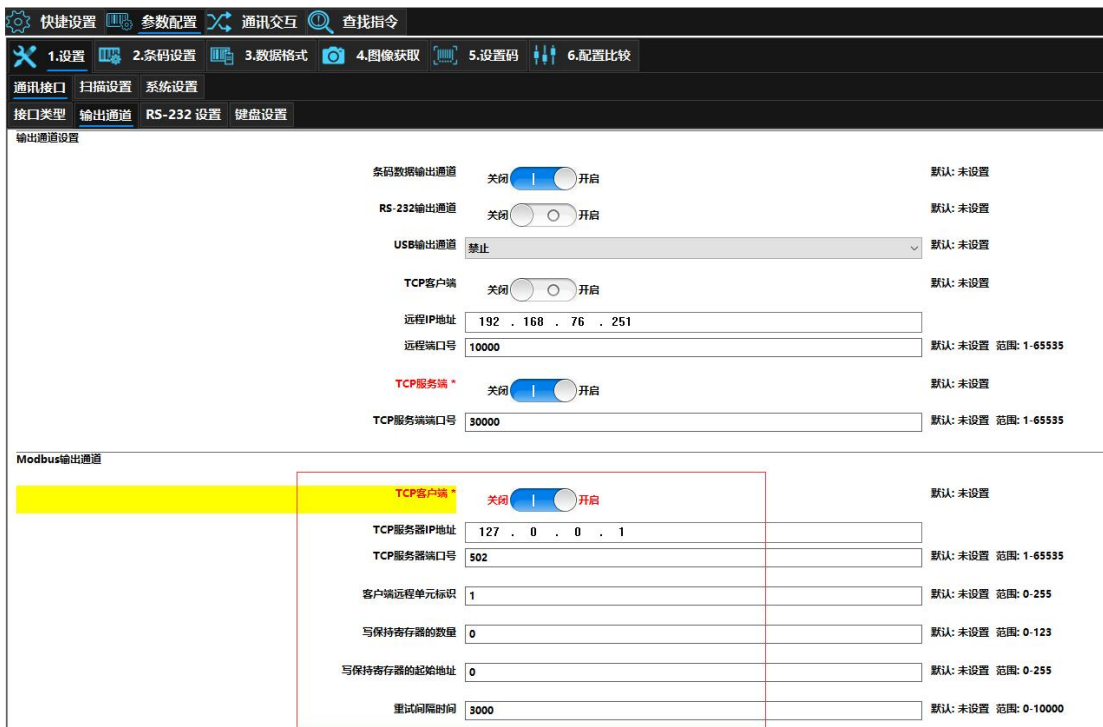 快捷设置 参数配置 通讯交互 查找指令
1.设置 2.条码设置 3.数据格式 4.图像获取 5.设置码 6.配置比较
通讯接口 扫描设置 系统设置
接口类型 输出通道 RS-232 设置 键盘设置
输出通道设置
条码数据输出通道 关闭 开启 默认: 未设置
RS-232输出通道 关闭 开启 默认: 未设置
USB输出通道 禁止 默认: 未设置
TCP客户端 关闭 开启 默认: 未设置
远程IP地址 192 . 168 . 76 . 251
远程端口号 10000 默认: 未设置 范围: 1-65535
TCP服务端 * 关闭 开启 默认: 未设置
TCP服务端端口号 30000 默认: 未设置 范围: 1-65535
Modbus输出通道
TCP客户端 * 关闭 开启 默认: 未设置
TCP服务器IP地址 127 . 0 . 0 . 1
TCP服务器端口号 502 默认: 未设置 范围: 1-65535
客户端远程单元标识 1 默认: 未设置 范围: 0-255
写保持寄存器的数量 0 默认: 未设置 范围: 0-123
写保持寄存器的起始地址 0 默认: 未设置 范围: 0-255
重试间隔时间 3000 默认: 未设置 范围: 0-10000